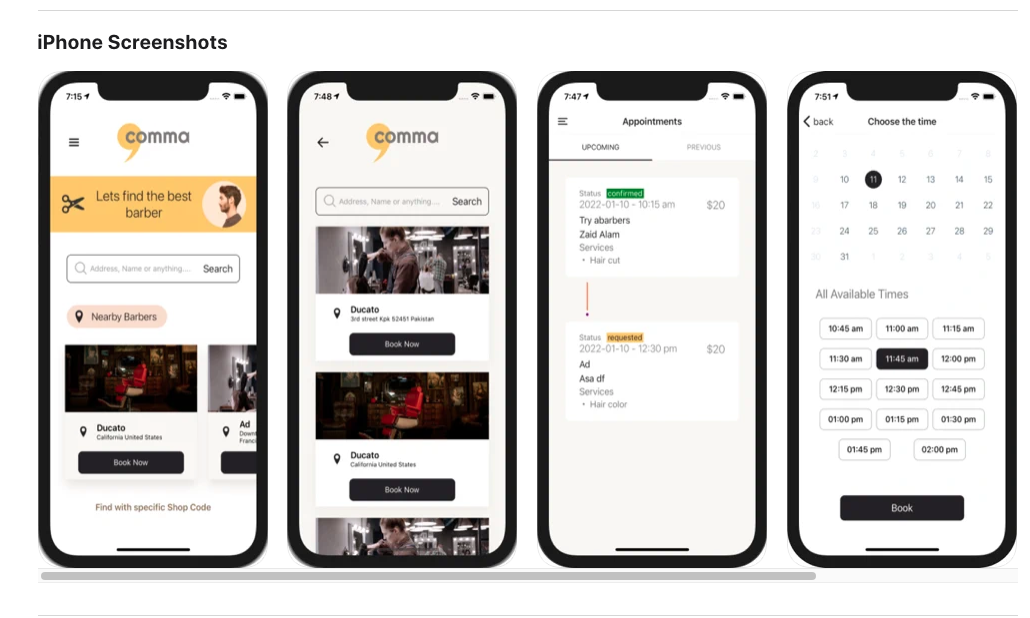 iPhone Screenshots
7:15
comma
Lets find the best
barber
Address, Name or anything....
Search
Nearby Barbers
Ducato
California United States
Book Now
Ad
Book Now
Find with specific Shop Code
7:48
comma
Address, Name or anything....
Search
Ducato
3rd street Kpk 52451 Pakistan
Book Now
Ducato
California United States
Book Now
7:47
Appointments
UPCOMING
PREVIOUS
Status confirmed
2022-01-10 - 10:15 am
$20
Try abarbers
Zaid Alam
Services
• Hair cut
Status requested
2022-01-10 - 12:30 pm
$20
Ad
Asa df
Services
• Hair color
7:51
back
Choose the time
2 3 4 5 6 7 8
9 10 11 12 13 14 15
16 17 18 19 20 21 22
23 24 25 26 27 28 29
30 31 1 2 3 4 5
All Available Times
10:45 am 11:00 am 11:15 am
11:30 am 11:45 am 12:00 pm
12:15 pm 12:30 pm 12:45 pm
01:00 pm 01:15 pm 01:30 pm
01:45 pm 02:00 pm
Book